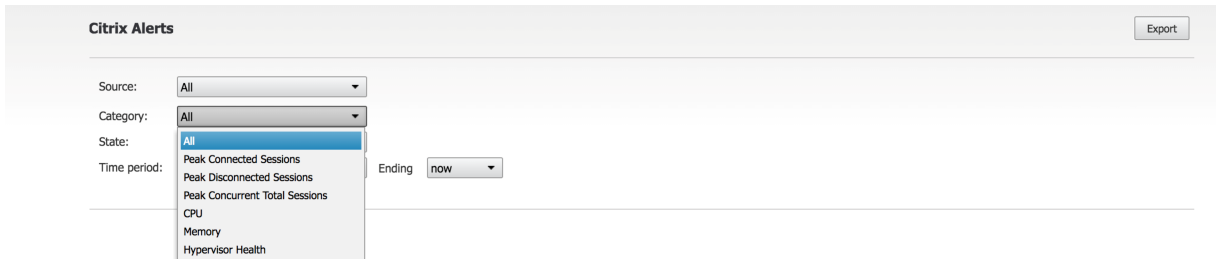 Citrix Alerts
Export
Source: All
Category: All
State: All
Peak Connected Sessions
Time period: Peak Disconnected Sessions Ending now
Peak Concurrent Total Sessions
CPU
Memory
Hypervisor Health